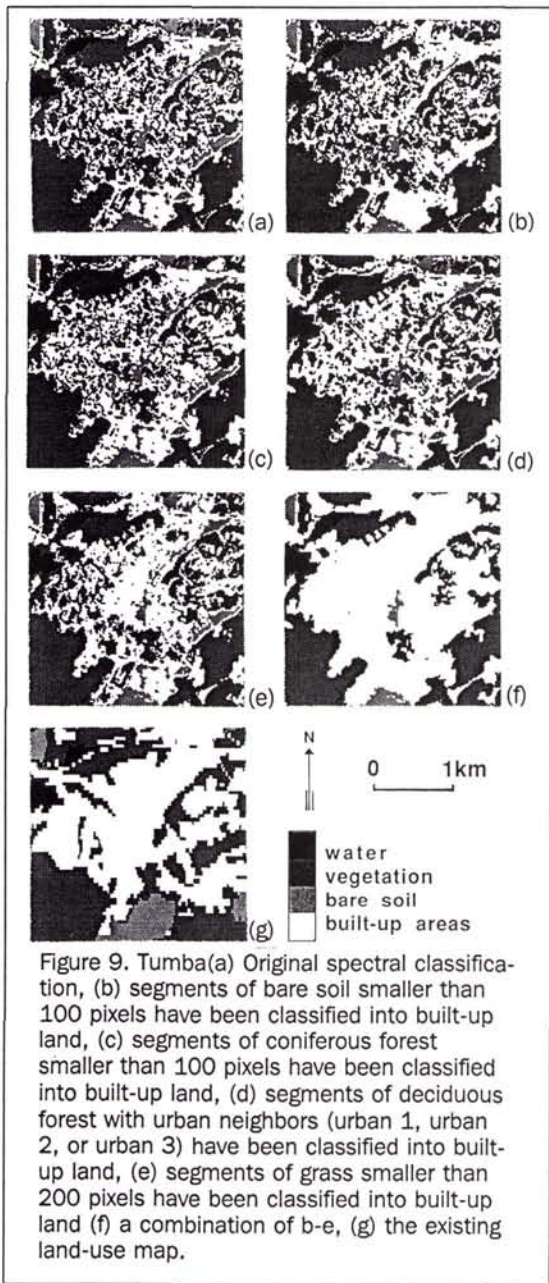 (a)
(b)
(c)
(d)
(e)
(f)
(g)
N
0 1km
water
vegetation
bare soil
built-up areas
Figure 9. Tumba(a) Original spectral classifica-
tion, (b) segments of bare soil smaller than
100 pixels have been classified into built-up
land, (c) segments of coniferous forest
smaller than 100 pixels have been classified
into built-up land, (d) segments of deciduous
forest with urban neighbors (urban 1, urban
2, or urban 3) have been classified into built-
up land, (e) segments of grass smaller than
200 pixels have been classified into built-up
land (f) a combination of b-e, (g) the existing
land-use map.